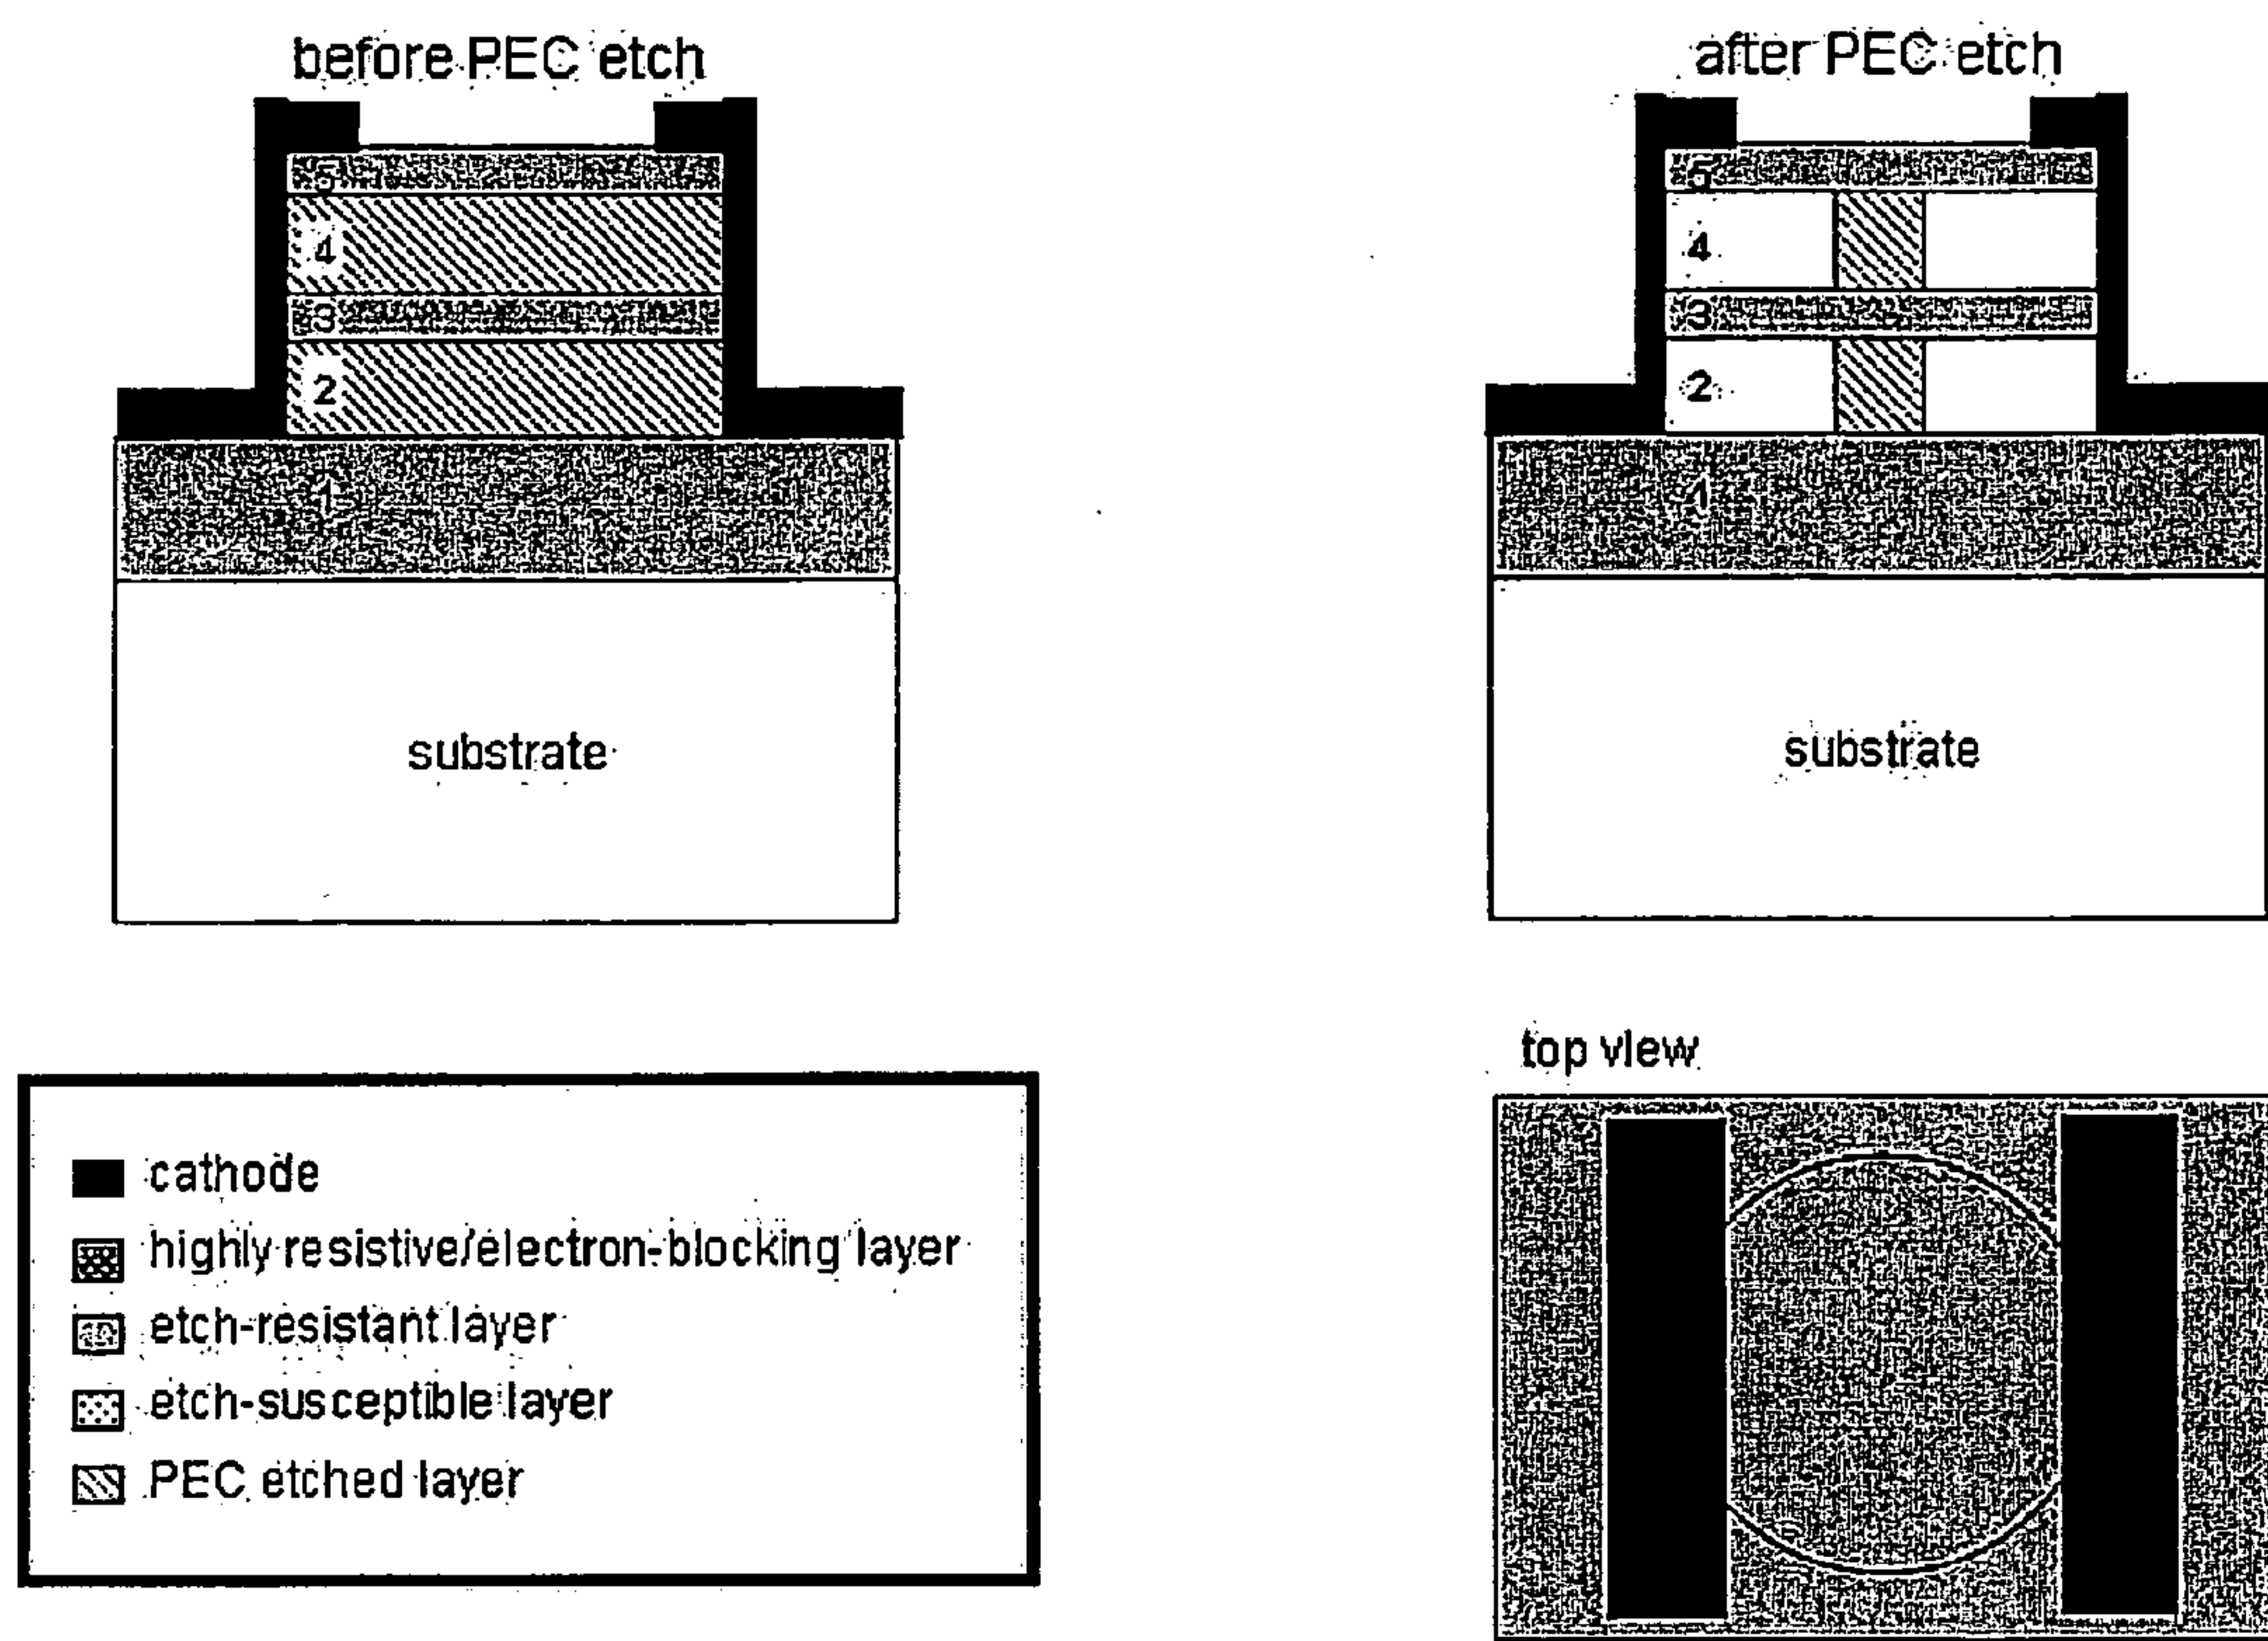 before PEC etch
5
4
3
2
1
substrate
after PEC etch
5
4
3
2
1
substrate
cathode
highly resistive/electron-blocking layer
etch-resistant layer
etch-susceptible layer
PEC etched layer
top view